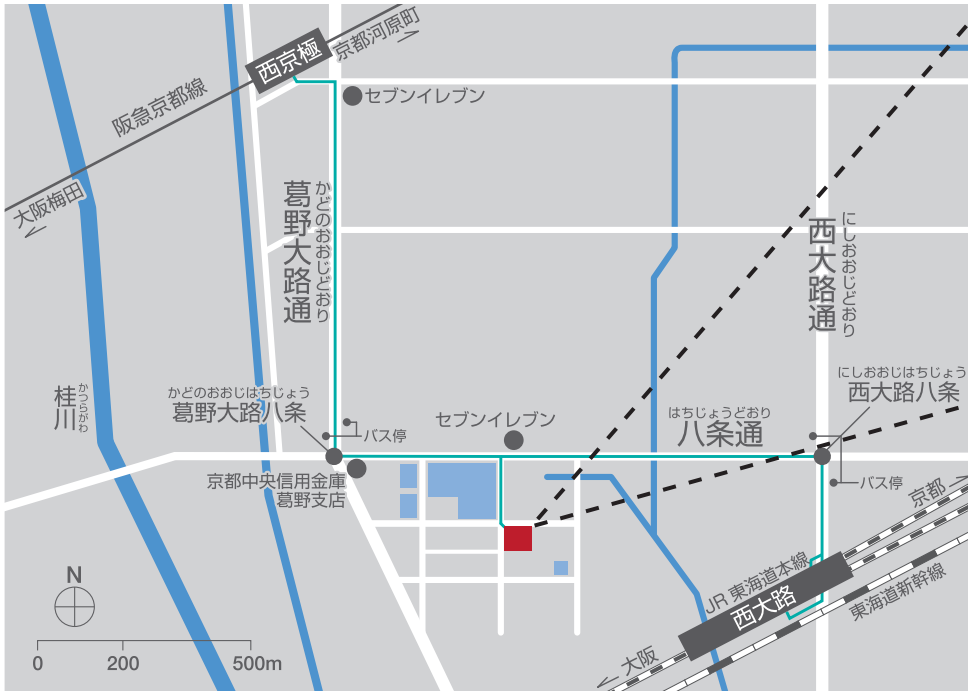 京都河原町
西京極
阪急京都線
セブンイレブン
大阪梅田
葛野大路通
かどのおおじどおり
西大路通
にしおおじどおり
桂川
かつらがわ
かどのおおじはちじょう
葛野大路八条
バス停
セブンイレブン
はちじょうどおり
八条通
にしおおじはちじょう
西大路八条
バス停
京都中央信用金庫
葛野支店
京都
JR 東海道本線
西大路
東海道新幹線
大阪
N
0 200 500m